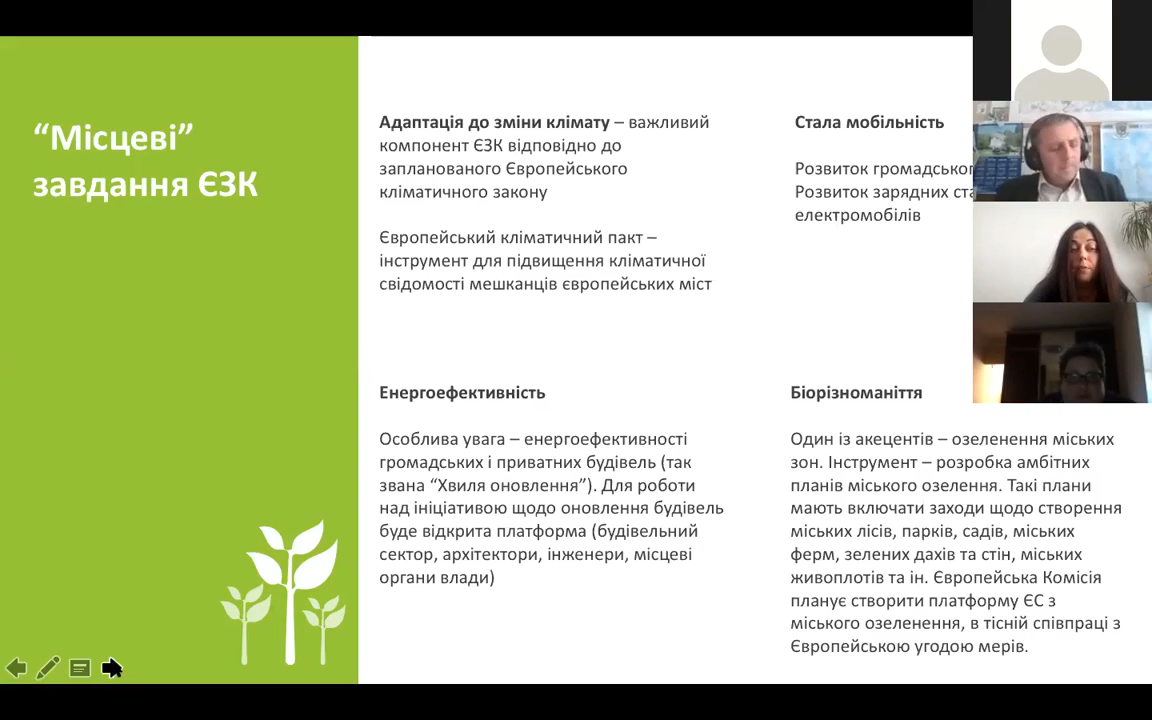 “Місцеві”
завдання ЄЗК
Адаптація до зміни клімату – важливий
компонент ЄЗК відповідно до
запланованого Європейського
кліматичного закону
Європейський кліматичний пакт –
інструмент для підвищення кліматичної
свідомості мешканців європейських міст
Стала мобільність
Розвиток
Розвиток зарядних
електромобілів
Енергоефективність
Особлива увага – енергоефективності
громадських і приватних будівель (так
звана “Хвиля оновлення”). Для роботи
над ініціативою щодо оновлення будівель
буде відкрита платформа (будівельний
сектор, архітектори, інженери, місцеві
органи влади)
Біорізноманіття
Один із акецентів – озеленення міських
зон. Інструмент – розробка амбітних
планів міського озелення. Такі плани
мають включати заходи щодо створення
міських лісів, парків, садів, міських
ферм, зелених дахів та стін, міських
живоплотів та ін. Європейська Комісія
планує створити платформу ЄС з
міського озеленення, в тісній співпраці з
Європейською угодою мерів.